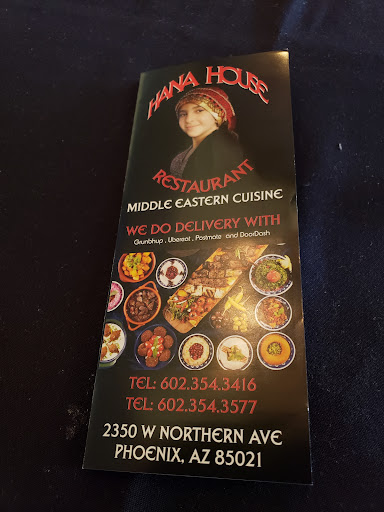 HANA HOUSE
RESTAURANT
MIDDLE EASTERN CUISINE
WE DO DELIVERY WITH
Grunbhup . Ubereat . Postmate and DoorDash
TEL: 602.354.3416
TEL: 602.354.3577
2350 W NORTHERN AVE
PHOENIX, AZ 85021